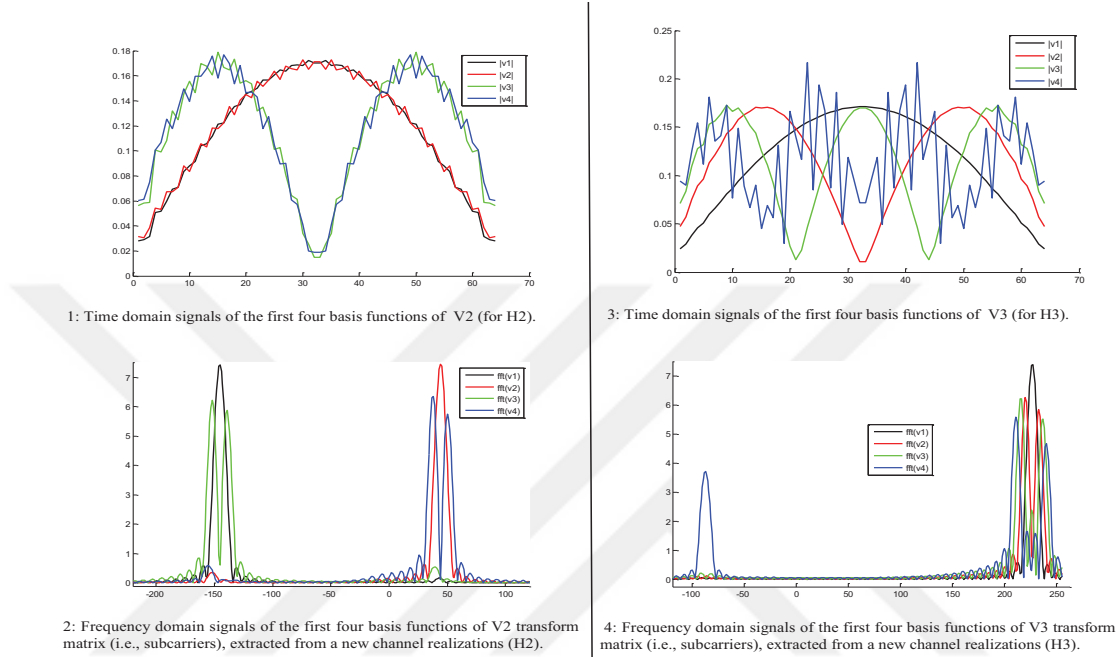 0.18
0.16
0.14
0.12
0.1
0.08
0.06
0.04
0.02
0
0 10 20 30 40 50 60 70
|v1|
|v2|
|v3|
|v4|
1: Time domain signals of the first four basis functions of V2 (for H2).
7
6
5
4
3
2
1
0
-200 -150 -100 -50 0 50 100
fft(v1)
fft(v2)
fft(v3)
fft(v4)
2: Frequency domain signals of the first four basis functions of V2 transform
matrix (i.e., subcarriers), extracted from a new channel realizations (H2).
0.25
0.2
0.15
0.1
0.05
0
0 10 20 30 40 50 60 70
|v1|
|v2|
|v3|
|v4|
3: Time domain signals of the first four basis functions of V3 (for H3).
7
6
5
4
3
2
1
0
-100 -50 0 50 100 150 200 250
fft(v1)
fft(v2)
fft(v3)
fft(v4)
4: Frequency domain signals of the first four basis functions of V3 transform
matrix (i.e., subcarriers), extracted from a new channel realizations (H3).